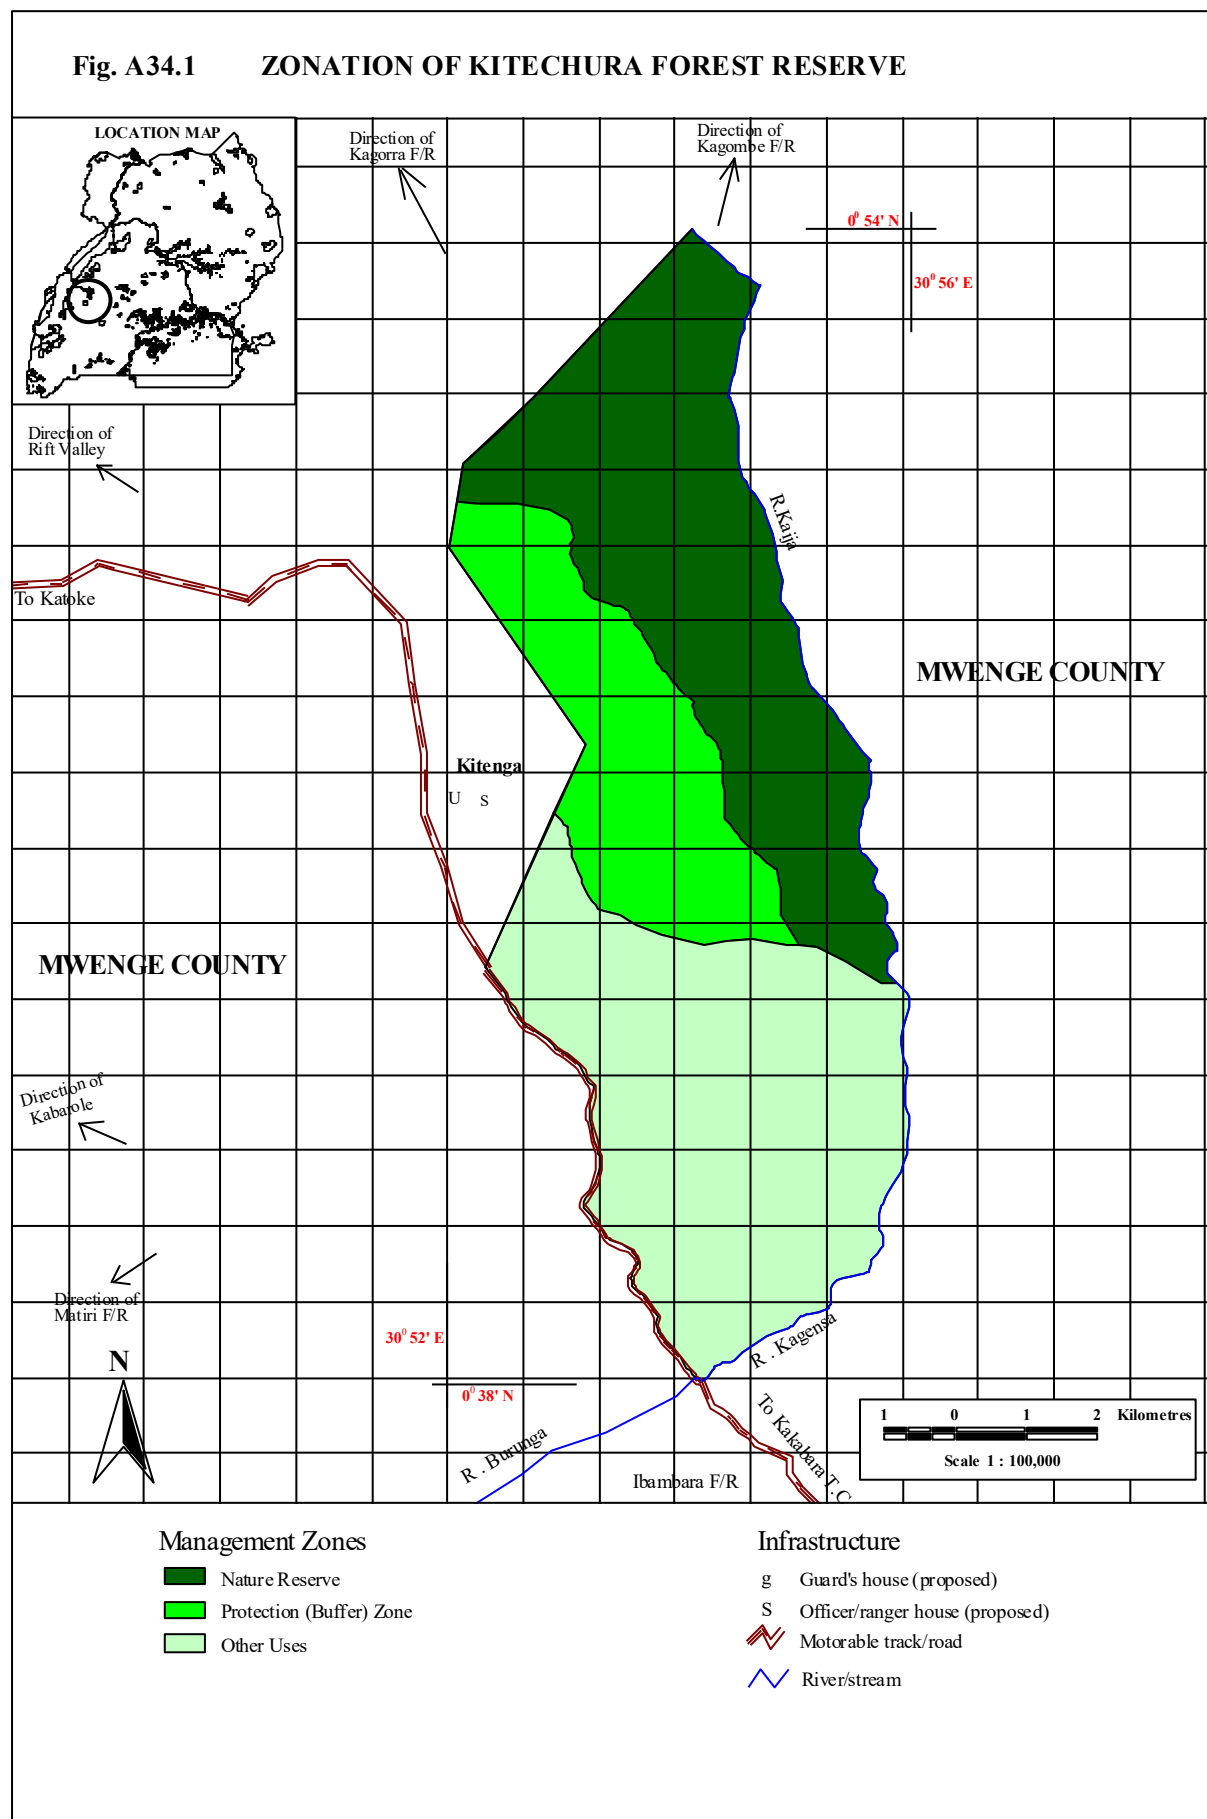 Fig. A34.1 ZONATION OF KITECHURA FOREST RESERVE
LOCATION MAP
Direction of
Kagorra F/R
Direction of
Kagombe F/R
0⁰ 54' N
30⁰ 56' E
Direction of
Rift Valley
R.Kaija
To Katoke
MWENGE COUNTY
Kitenga
U S
MWENGE COUNTY
Direction of
Kabarole
Direction of
Matiri F/R
30⁰ 52' E
R . Kagensa
N
0⁰ 38' N
To Kakabara T.C
R . Burunga
Ibambara F/R
1 0 1 2 Kilometres
Scale 1 : 100,000
Management Zones
Nature Reserve
Protection (Buffer) Zone
Other Uses
Infrastructure
g Guard's house (proposed)
S Officer/ranger house (proposed)
Motorable track/road
River/stream